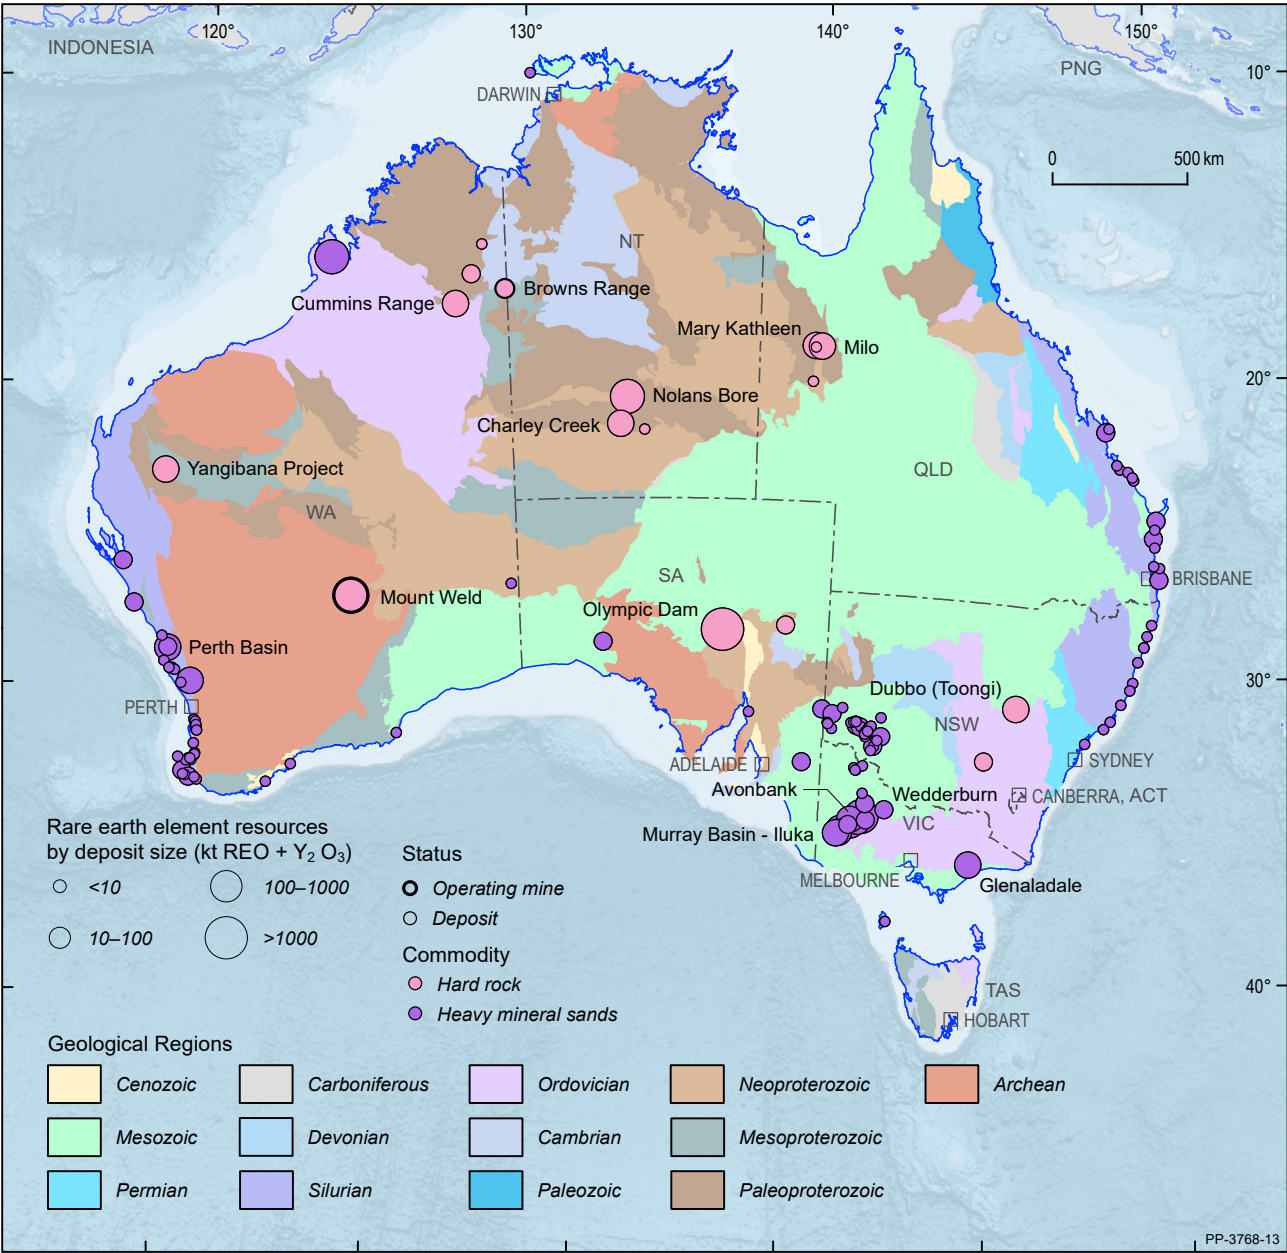 120°
130°
140°
150°
INDONESIA
PNG
10°
DARWIN
0
500 km
NT
Cummins Range
Browns Range
Mary Kathleen
Milo
20°
Nolans Bore
Charley Creek
Yangibana Project
QLD
WA
SA
BRISBANE
Mount Weld
Olympic Dam
Perth Basin
30°
PERTH
Dubbo (Toongi)
NSW
ADELAIDE
SYDNEY
Avonbank
Wedderburn
CANBERRA, ACT
VIC
Murray Basin - Iluka
MELBOURNE
Glenaladale
Rare earth element resources
by deposit size (kt REO + Y2 O3)
<10
100–1000
10–100
>1000
Status
Operating mine
Deposit
Commodity
Hard rock
Heavy mineral sands
TAS
40°
HOBART
Geological Regions
Cenozoic
Carboniferous
Ordovician
Neoproterozoic
Archean
Mesozoic
Devonian
Cambrian
Mesoproterozoic
Permian
Silurian
Paleozoic
Paleoproterozoic
PP-3768-13